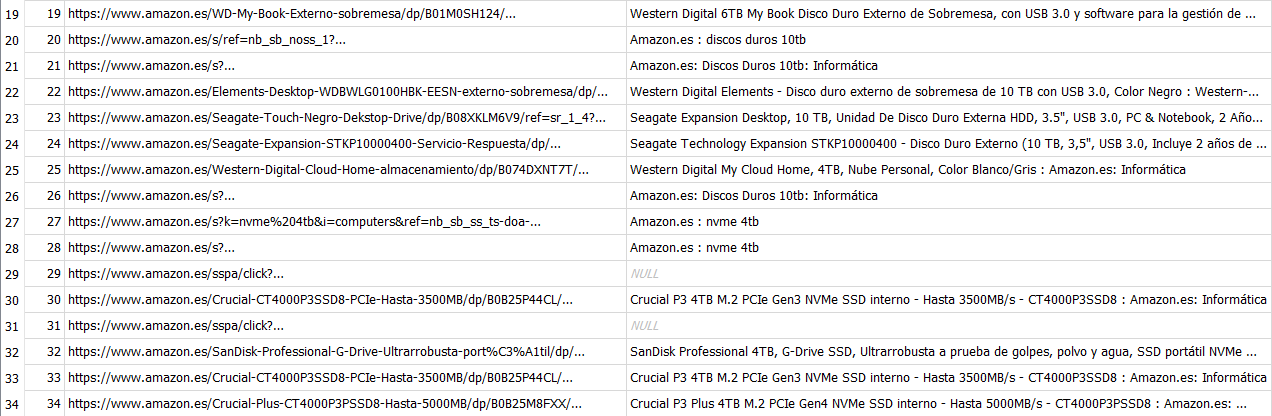 19 19 https://www.amazon.es/WD-My-Book-Externo-sobremesa/dp/B01M0SH124/... Western Digital 6TB My Book Disco Duro Externo de Sobremesa, con USB 3.0 y software para la gestión de ...
20 20 https://www.amazon.es/s/ref=nb_sb_noss_1?... Amazon.es : discos duros 10tb
21 21 https://www.amazon.es/s?... Amazon.es: Discos Duros 10tb: Informática
22 22 https://www.amazon.es/Elements-Desktop-WDBWLG0100HBK-EESN-externo-sobremesa/dp/... Western Digital Elements - Disco duro externo de sobremesa de 10 TB con USB 3.0, Color Negro : Western-...
23 23 https://www.amazon.es/Seagate-Touch-Negro-Dekstop-Drive/dp/B08XKLM6V9/ref=sr_1_4?... Seagate Expansion Desktop, 10 TB, Unidad De Disco Duro Externa HDD, 3.5", USB 3.0, PC & Notebook, 2 Año...
24 24 https://www.amazon.es/Seagate-Expansion-STKP10000400-Servicio-Respuesta/dp/... Seagate Technology Expansion STKP10000400 - Disco Duro Externo (10 TB, 3,5", USB 3.0, Incluye 2 años de ...
25 25 https://www.amazon.es/Western-Digital-Cloud-Home-almacenamiento/dp/B074DXNT7T/... Western Digital My Cloud Home, 4TB, Nube Personal, Color Blanco/Gris : Amazon.es: Informática
26 26 https://www.amazon.es/s?... Amazon.es: Discos Duros 10tb: Informática
27 27 https://www.amazon.es/s?k=nvme%204tb&i=computers&ref=nb_sb_ss_ts-doa-... Amazon.es : nvme 4tb
28 28 https://www.amazon.es/s?... Amazon.es : nvme 4tb
29 29 https://www.amazon.es/sspa/click?... NULL
30 30 https://www.amazon.es/Crucial-CT4000P3SSD8-PCIe-Hasta-3500MB/dp/B0B25P44CL/... Crucial P3 4TB M.2 PCIe Gen3 NVMe SSD interno - Hasta 3500MB/s - CT4000P3SSD8 : Amazon.es: Informática
31 31 https://www.amazon.es/sspa/click?... NULL
32 32 https://www.amazon.es/SanDisk-Professional-G-Drive-Ultrarrobusta-port%C3%A1til/dp/... SanDisk Professional 4TB, G-Drive SSD, Ultrarrobusta a prueba de golpes, polvo y agua, SSD portátil NVMe ...
33 33 https://www.amazon.es/Crucial-CT4000P3SSD8-PCIe-Hasta-3500MB/dp/B0B25P44CL/... Crucial P3 4TB M.2 PCIe Gen3 NVMe SSD interno - Hasta 3500MB/s - CT4000P3SSD8 : Amazon.es: Informática
34 34 https://www.amazon.es/Crucial-Plus-CT4000P3PSSD8-Hasta-5000MB/dp/B0B25M8FXX/... Crucial P3 Plus 4TB M.2 PCIe Gen4 NVMe SSD interno - Hasta 5000MB/s - CT4000P3PSSD8 : Amazon.es: ...